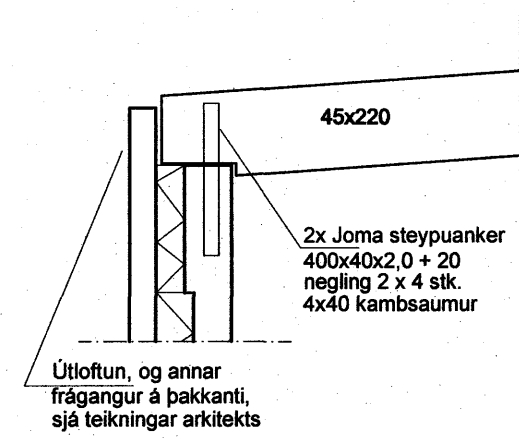 45x220
2x Joma steypuanker
400x40x2,0 + 20
negling 2 x 4 stk.
4x40 kambsaumur
Útloftun, og annar
frágangur á þakkanti,
sjá teikningar arkitekts